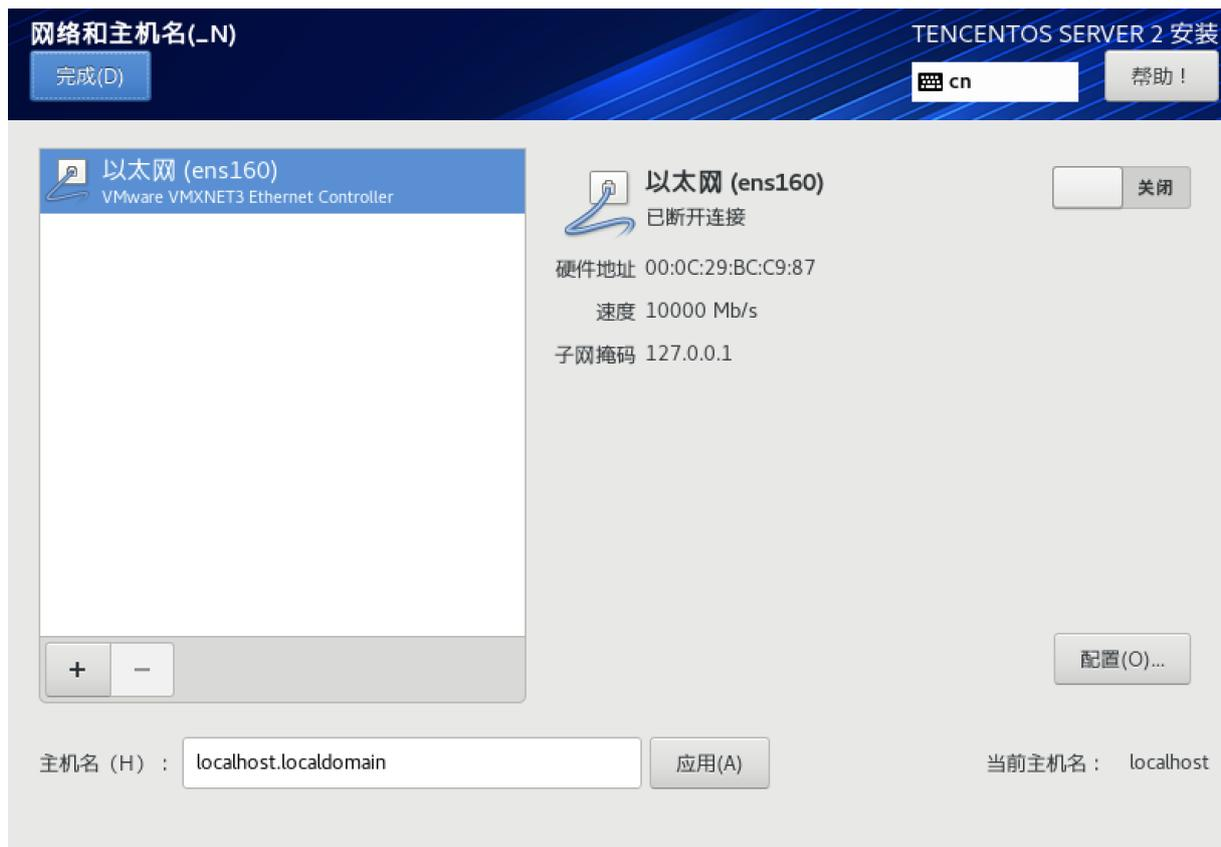 网络和主机名(_N)
TENCENTOS SERVER 2 安装
完成(D)
cn
帮助！
以太网 (ens160)
VMware VMXNET3 Ethernet Controller
以太网 (ens160)
已断开连接
关闭
硬件地址 00:0C:29:BC:C9:87
速度 10000 Mb/s
子网掩码 127.0.0.1
+ −
配置(O)...
主机名（H）： localhost.localdomain 应用(A) 当前主机名： localhost